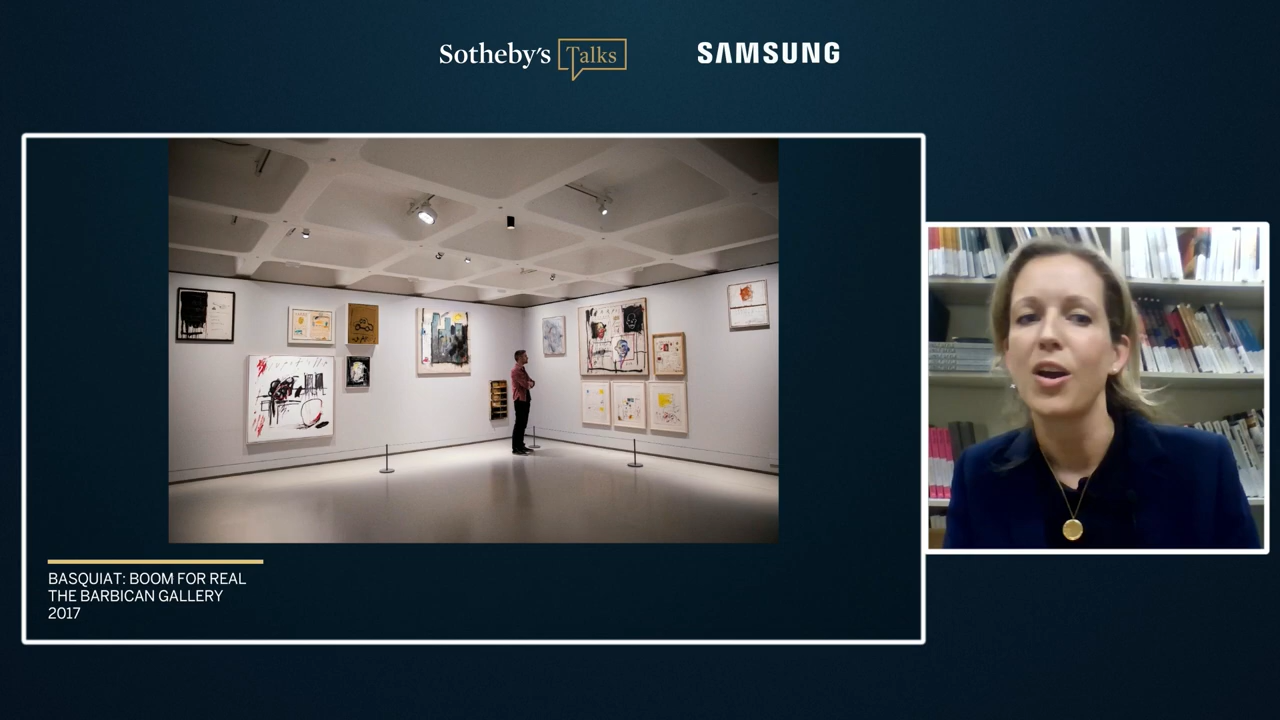 Sotheby's Talks
SAMSUNG
BASQUIAT: BOOM FOR REAL
THE BARBICAN GALLERY
2017